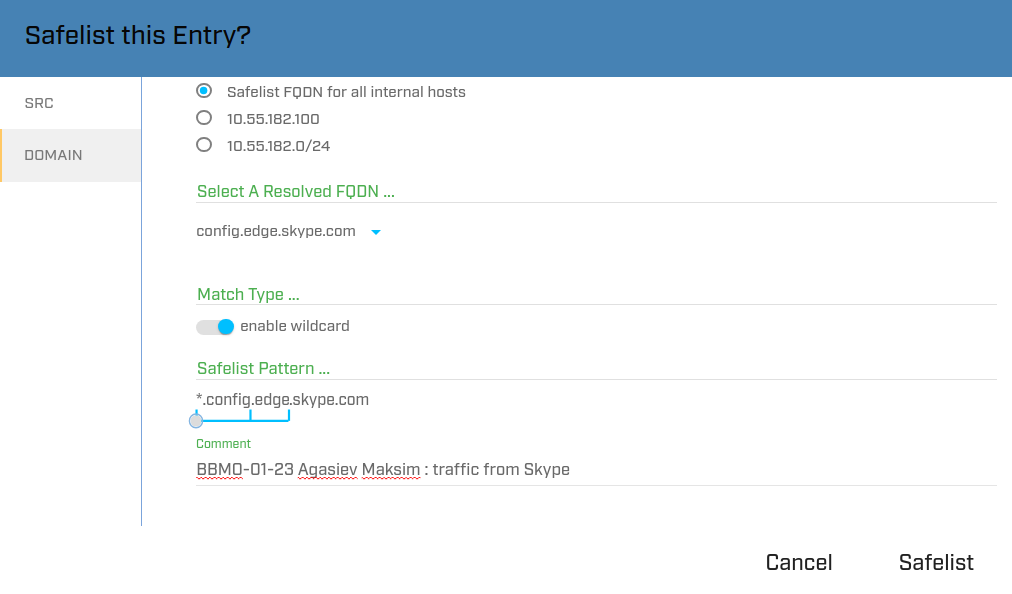 Safelist this Entry?
SRC
DOMAIN
Safelist FQDN for all internal hosts
10.55.182.100
10.55.182.0/24
Select A Resolved FQDN ...
config.edge.skype.com
Match Type ...
enable wildcard
Safelist Pattern ...
*.config.edge.skype.com
Comment
BBMO-01-23 Agasiev Maksim : traffic from Skype
Cancel
Safelist